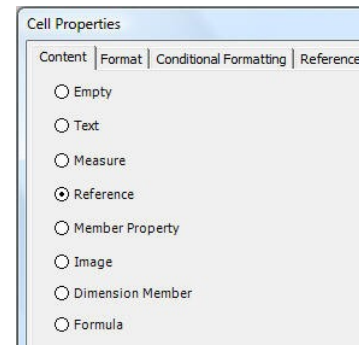 Cell Properties
Content Format Conditional Formatting Reference
Empty
Text
Measure
Reference
Member Property
Image
Dimension Member
Formula